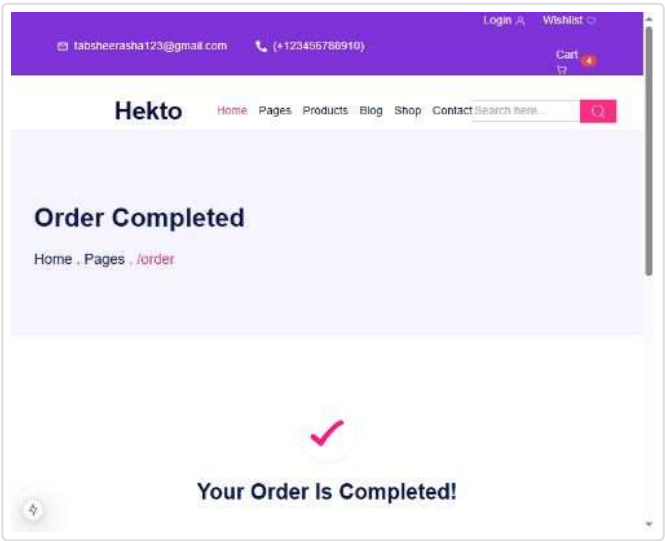 Login Wishlist
tabsheerasha123@gmail.com (+123456788910)
Cart 4
Hekto Home Pages Products Blog Shop Contact Search here...
Order Completed
Home . Pages . /order
Your Order Is Completed!